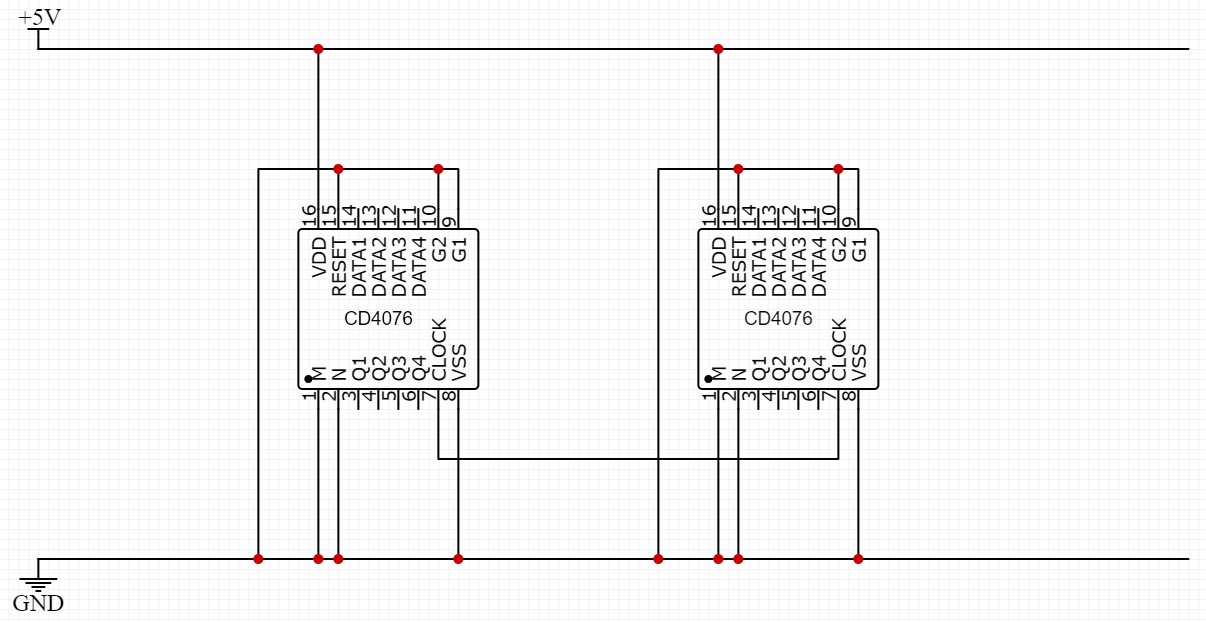 +5V
16 15 14 13 12 11 10 9
VDD RESET DATA1 DATA2 DATA3 DATA4 G2 G1
CD4076
M N Q1 Q2 Q3 Q4 CLOCK VSS
1 2 3 4 5 6 7 8
16 15 14 13 12 11 10 9
VDD RESET DATA1 DATA2 DATA3 DATA4 G2 G1
CD4076
M N Q1 Q2 Q3 Q4 CLOCK VSS
1 2 3 4 5 6 7 8
GND